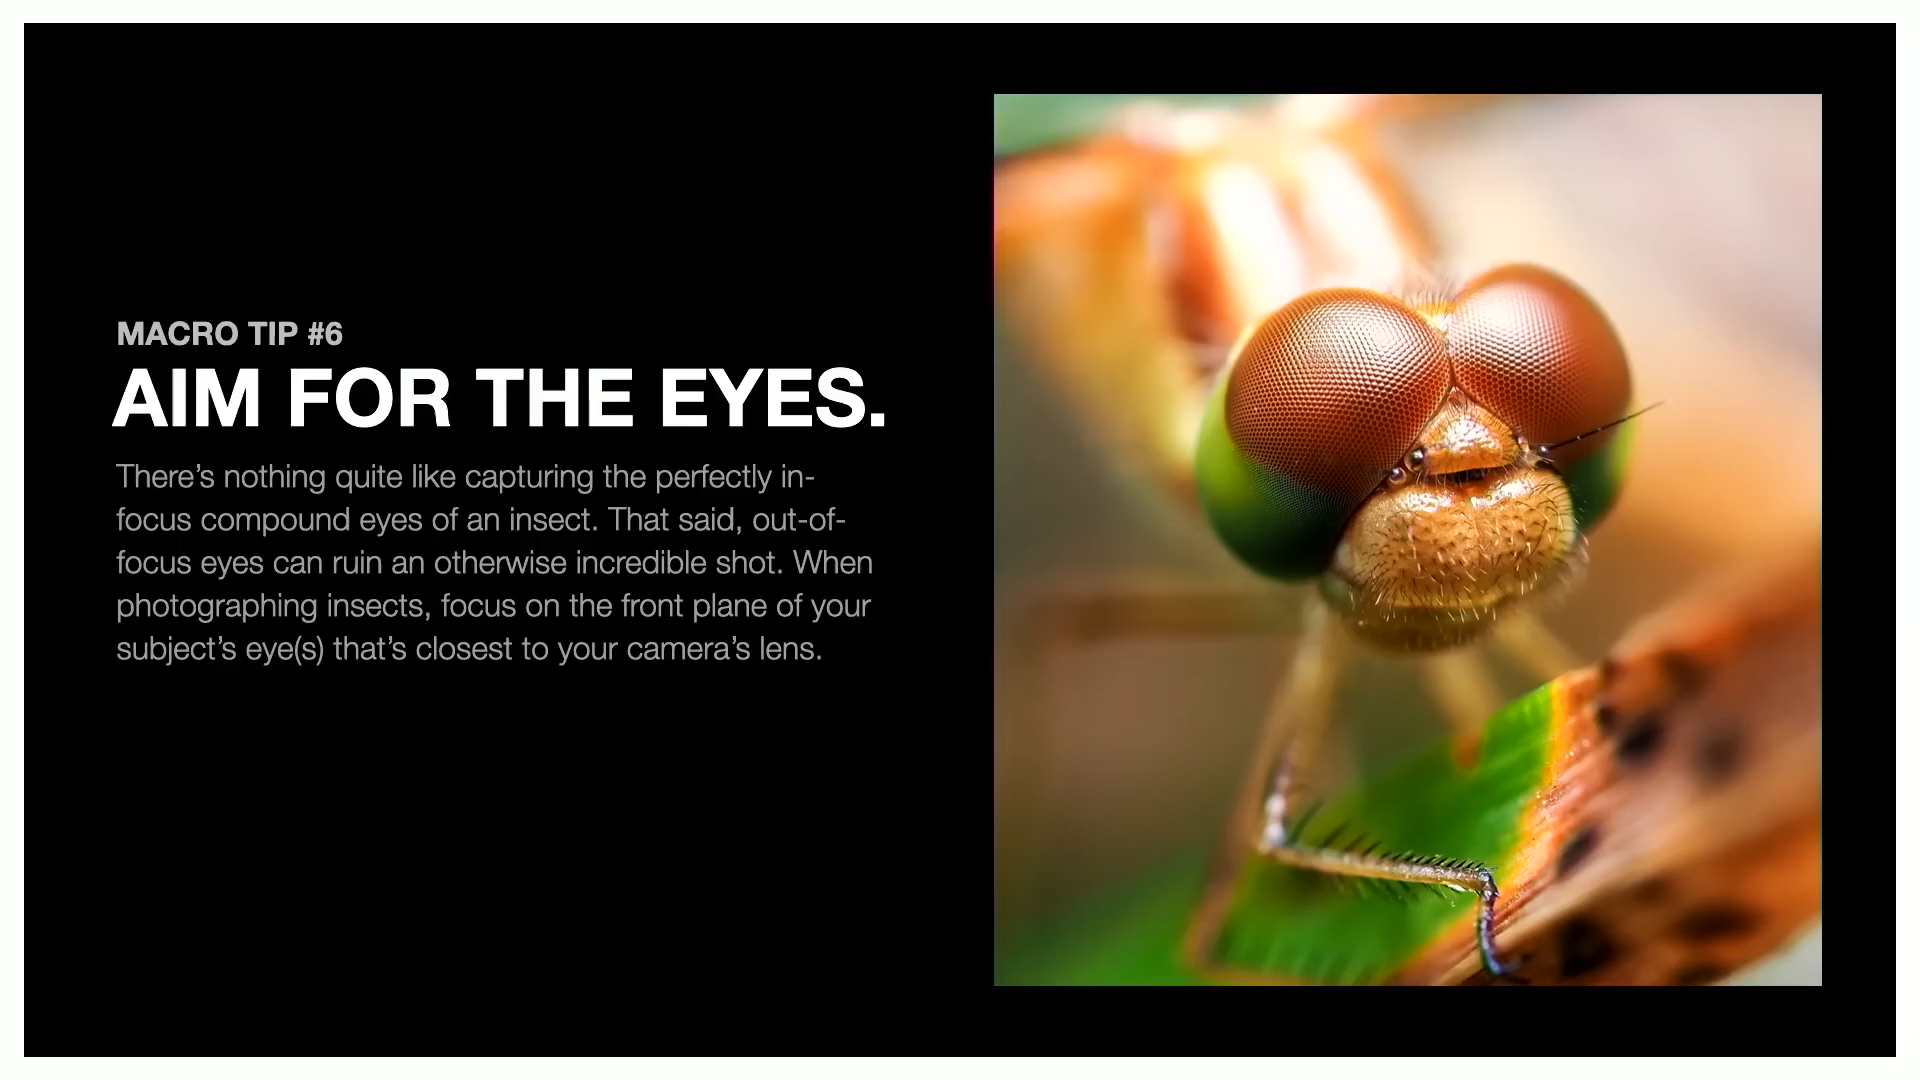 MACRO TIP #6
AIM FOR THE EYES.
There’s nothing quite like capturing the perfectly in-
focus compound eyes of an insect. That said, out-of-
focus eyes can ruin an otherwise incredible shot. When
photographing insects, focus on the front plane of your
subject’s eye(s) that’s closest to your camera’s lens.